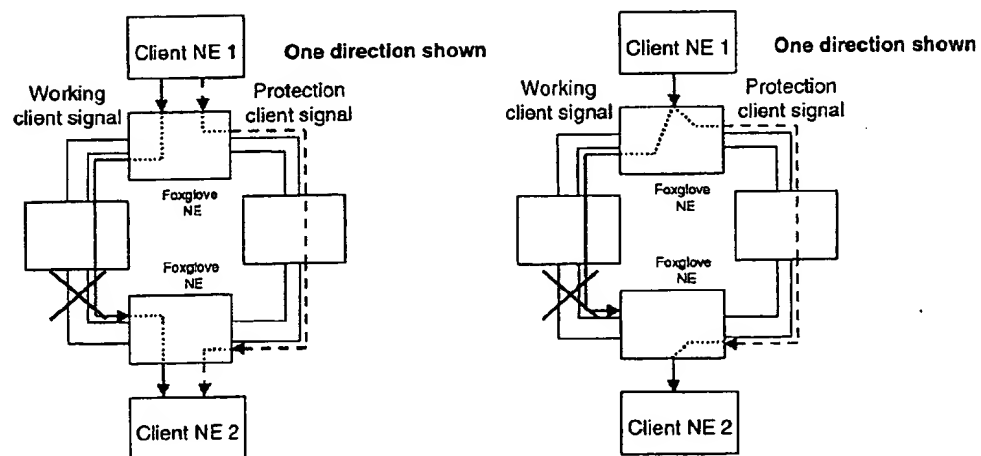 Client NE 1
One direction shown
Working
client signal
Protection
client signal
Foxglove
NE
Foxglove
NE
Client NE 2
Client NE 1
One direction shown
Working
client signal
Protection
client signal
Foxglove
NE
Foxglove
NE
Client NE 2